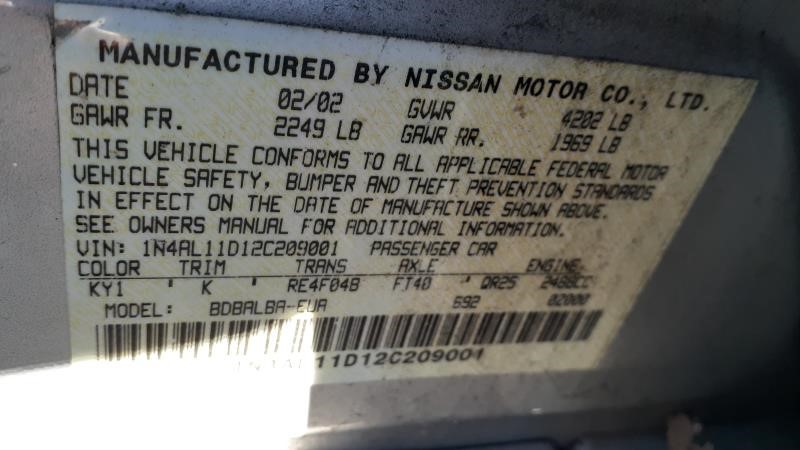 MANUFACTURED BY NISSAN MOTOR CO., LTD.
DATE 02/02 GVWR 4202 LB
GAWR FR. 2249 LB GAWR RR. 1969 LB
THIS VEHICLE CONFORMS TO ALL APPLICABLE FEDERAL MOTOR
VEHICLE SAFETY, BUMPER AND THEFT PREVENTION STANDARDS
IN EFFECT ON THE DATE OF MANUFACTURE SHOWN ABOVE.
SEE OWNERS MANUAL FOR ADDITIONAL INFORMATION.
VIN: 1N4AL11D12C209001 PASSENGER CAR
COLOR TRIM TRANS AXLE ENGINE
KY1 ' K ' RE4F04B FT40 ' QR25 2488CC
MODEL: BDBALBA-EUA 692 02000
11D12C209001